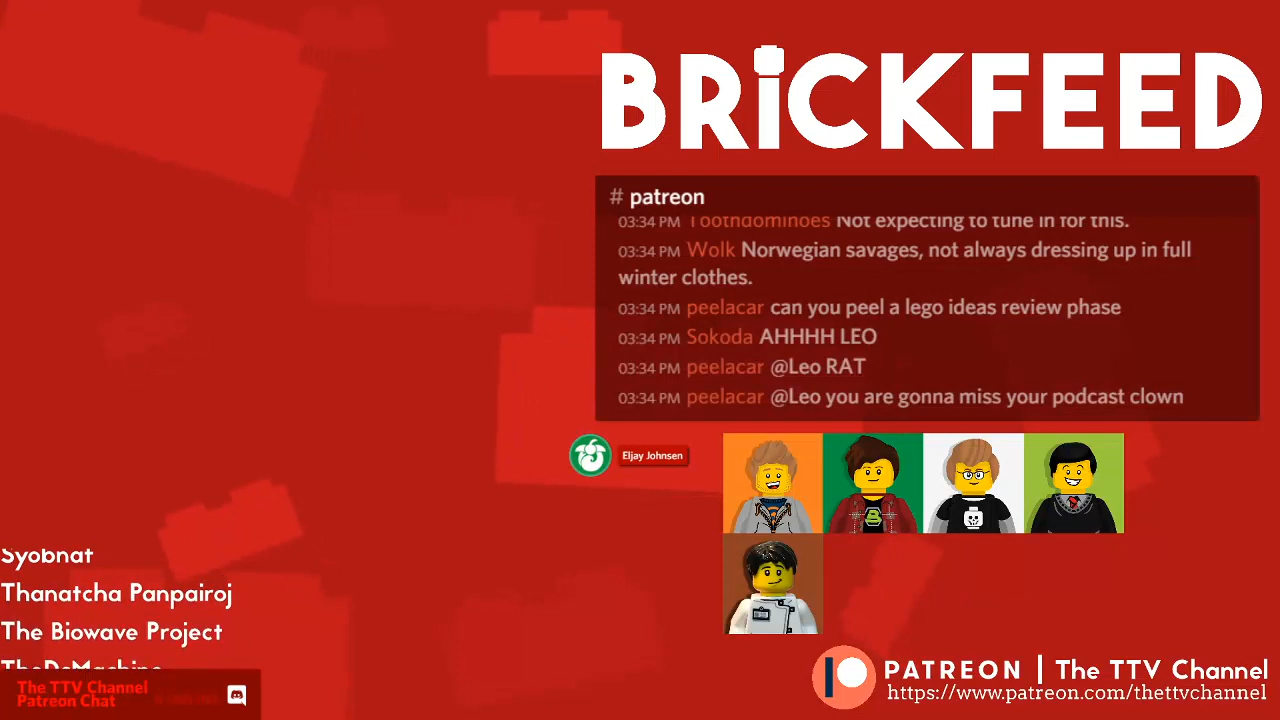 BRICKFEED
# patreon
03:34 PM Toothdominoes Not expecting to tune in for this.
03:34 PM Wolk Norwegian savages, not always dressing up in full
winter clothes.
03:34 PM peelacar can you peel a lego ideas review phase
03:34 PM Sokoda AHHHH LEO
03:34 PM peelacar @Leo RAT
03:34 PM peelacar @Leo you are gonna miss your podcast clown
Eljay Johnsen
Syobnat
Thanatcha Panpairoj
The Biowave Project
TheDeMachine
The TTV Channel
Patreon Chat
PATREON | The TTV Channel
https://www.patreon.com/thettvchannel